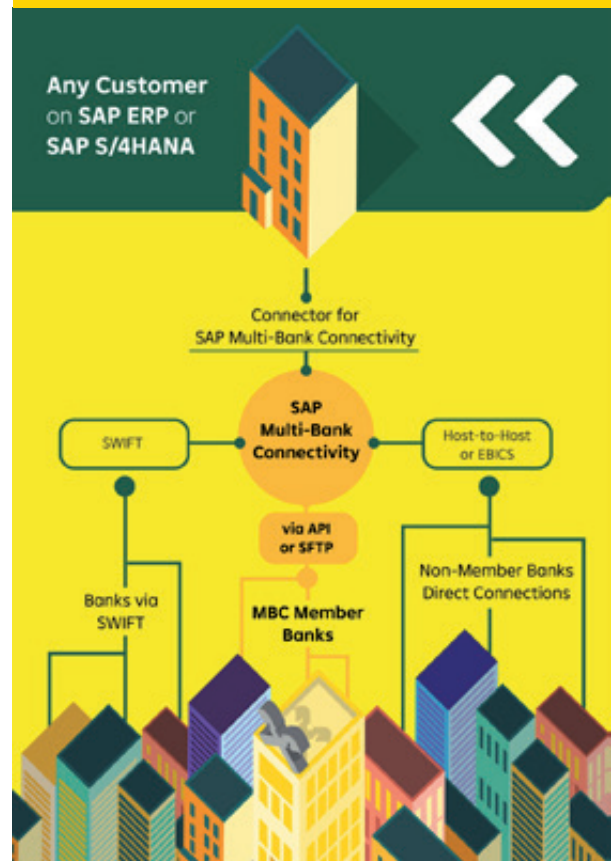 Any Customer
on SAP ERP or
SAP S/4HANA
Connector for
SAP Multi-Bank Connectivity
SAP
Multi-Bank
Connectivity
SWIFT
Host-to-Host
or EBICS
via API
or SFTP
Banks via
SWIFT
MBC Member
Banks
Non-Member Banks
Direct Connections